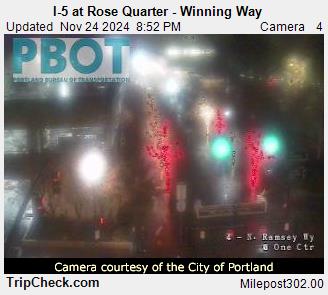 I-5 at Rose Quarter - Winning Way
Updated Nov 24 2024 8:52 PM Camera 4
PBOT
PORTLAND BUREAU OF TRANSPORTATION
4 - N. Ramsey Wy
@ One Ctr
Camera courtesy of the City of Portland
TripCheck.com Milepost302.00